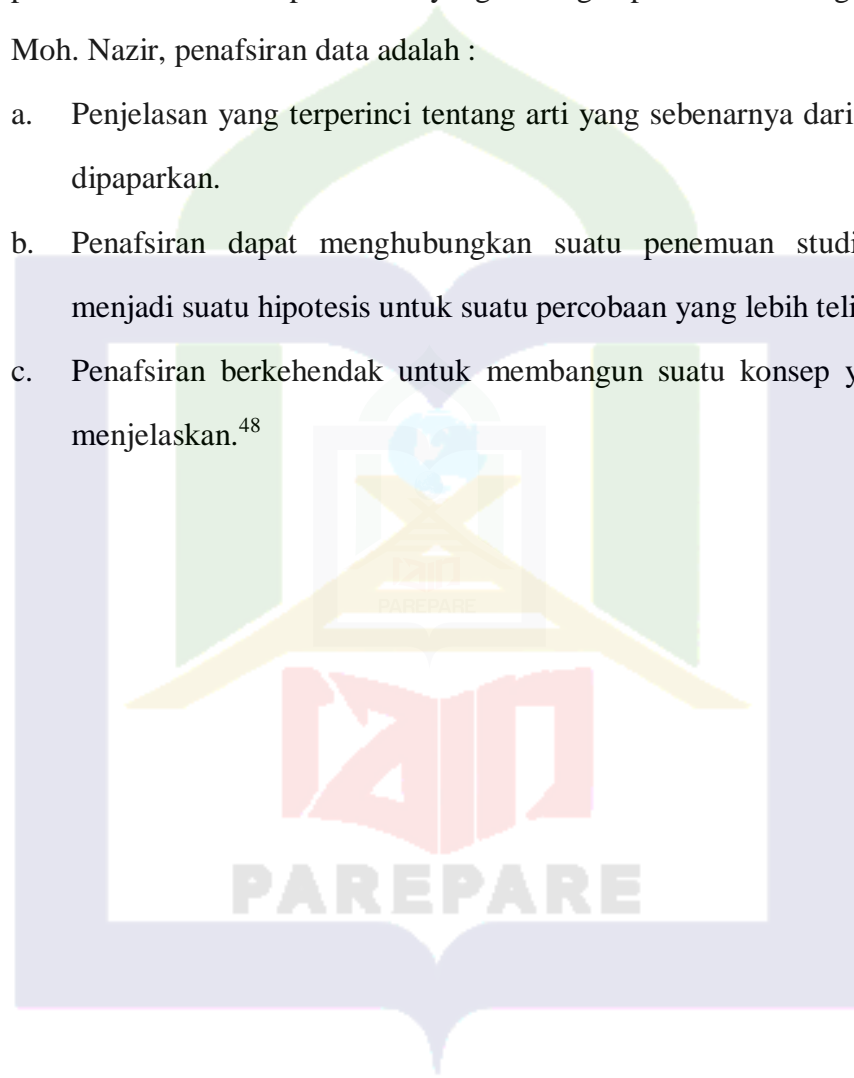 Moh. Nazir, penafsiran data adalah :
a. Penjelasan yang terperinci tentang arti yang sebenarnya dari
dipaparkan.
b. Penafsiran dapat menghubungkan suatu penemuan studi
menjadi suatu hipotesis untuk suatu percobaan yang lebih
c. Penafsiran berkehendak untuk membangun suatu konsep
menjelaskan.48
IAIN
PAREPARE
IAIN
PAREPARE